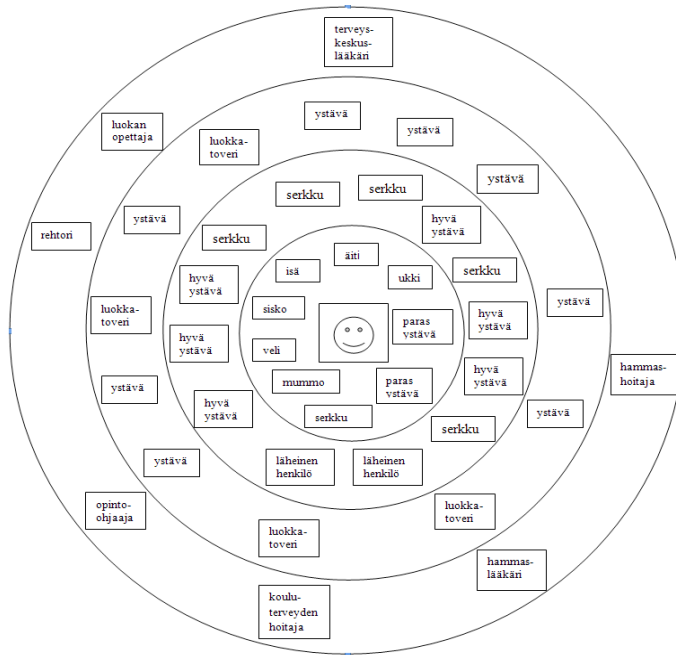 terveys-
keskus-
lääkäri
luokan
opettaja
ystävä
ystävä
luokka-
toveri
ystävä
serkku
serkku
ystävä
hyvä
ystävä
rehtori
serkku
äiti
isä
ukki
serkku
hyvä
ystävä
ystävä
luokka-
toveri
sisko
paras
ystävä
hyvä
ystävä
hyvä
ystävä
veli
hammas-
hoitaja
ystävä
mummo
paras
ystävä
hyvä
ystävä
hyvä
ystävä
serkku
ystävä
serkku
ystävä
läheinen
henkilö
läheinen
henkilö
opinto-
ohjaaja
luokka-
toveri
luokka-
toveri
hammas-
lääkäri
koulu-
terveyden
hoitaja